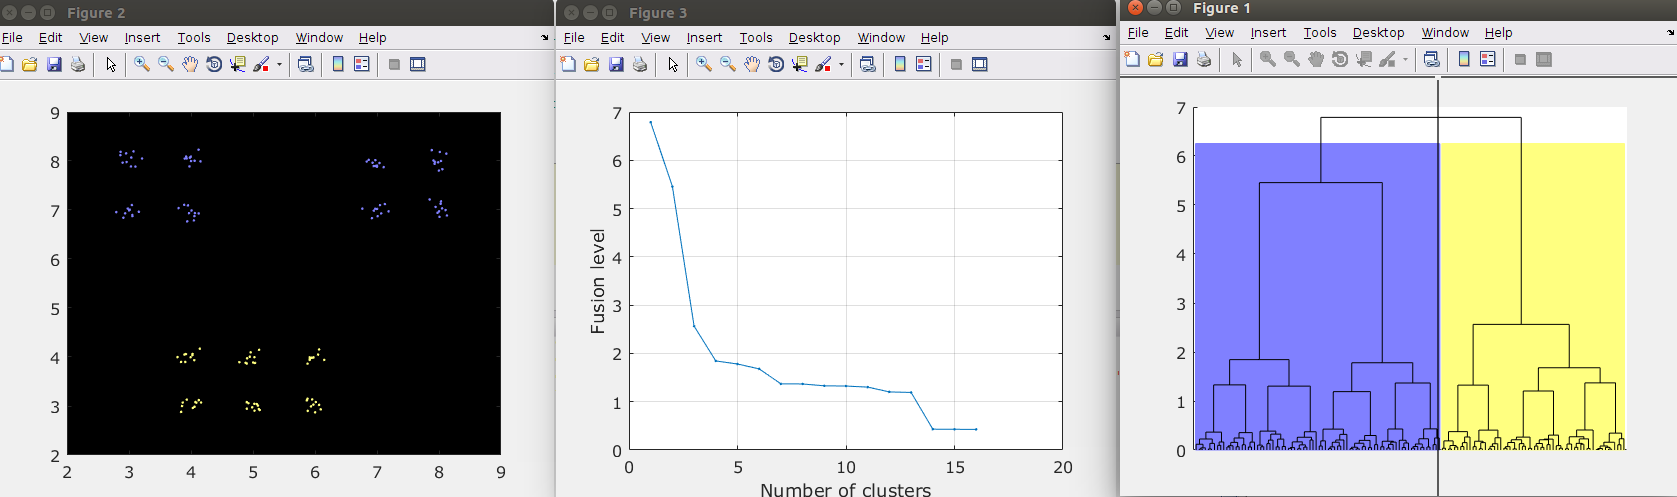 Figure 2
File Edit View Insert Tools Desktop Window Help
9
8
7
6
5
4
3
2
2 3 4 5 6 7 8 9
Figure 3
File Edit View Insert Tools Desktop Window Help
7
6
5
4
3
2
1
0
Fusion level
0 5 10 15 20
Number of clusters
Figure 1
File Edit View Insert Tools Desktop Window Help
7
6
5
4
3
2
1
0